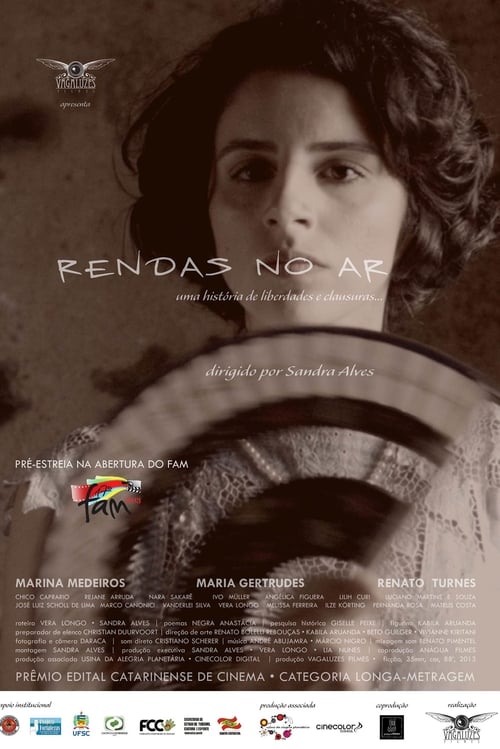 VAGALUZES
FILMES
apresenta
RENDAS NO AR
uma história de liberdades e clausuras...
dirigido por Sandra Alves
PRÉ-ESTREIA NA ABERTURA DO FAM
fam
MARINA MEDEIROS MARIA GERTRUDES RENATO TURNES
CHICO CAPRARIO REJANE ARRUDA NARA SAKARÊ IVO MÜLLER ANGÉLICA FIGUERA LILIH CURI LUCIANO MARTINS E SOUZA
JOSÉ LUIZ SCHOLL DE LIMA MARCO CANONICI VANDERLEI SILVA VERA LONGO MELISSA FERREIRA ILZE KÖRTING FERNANDA ROSA MATEUS COSTA
roteiro VERA LONGO • SANDRA ALVES | poemas NEGRA ANASTÁCIA | pesquisa histórica GISELE PEIXE | figurino KABILA ARUANDA
preparador de elenco CHRISTIAN DUURVOORT | direção de arte RENATO BOLELLI REBOUÇAS • KABILA ARUANDA • BETO GUILGER • VIVIANNE KIRITANI
fotografia e câmera DARACA | som direto CRISTIANO SCHERER | música ANDRÉ ABUJAMRA • MÁRCIO NIGRO | mixagem som RENATO PIMENTEL
montagem SANDRA ALVES | produção executiva SANDRA ALVES • VERA LONGO • LIA NUNES | coprodução ANÁGUA FILMES
produção associada USINA DA ALEGRIA PLANETÁRIA • CINECOLOR DIGITAL | produção VAGALUZES FILMES • ficção, 35mm, cor, 88', 2013
PRÊMIO EDITAL CATARINENSE DE CINEMA • CATEGORIA LONGA-METRAGEM
apoio institucional produção associada coprodução realização
UFSC FCC cinecolor